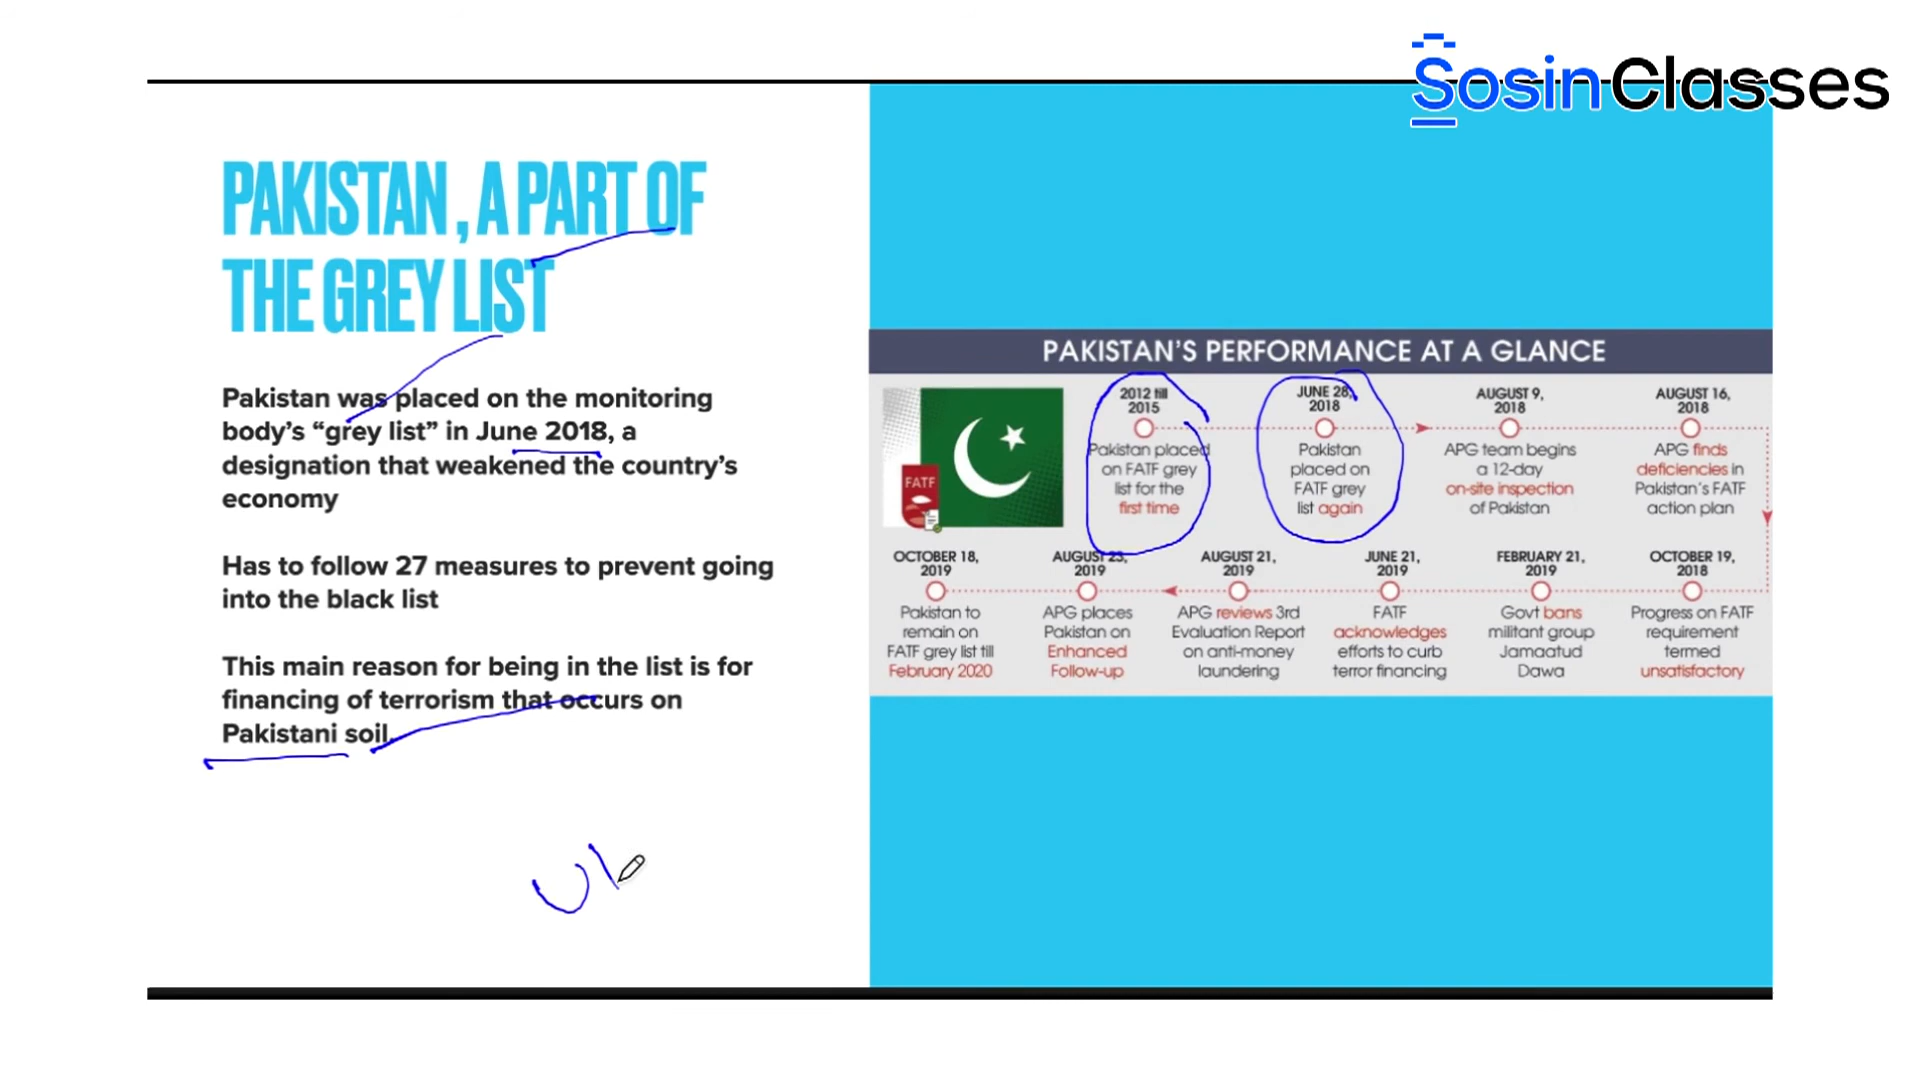 SosinClasses
PAKISTAN , A PART OF
THE GREY LIST
Pakistan was placed on the monitoring
body's “grey list” in June 2018, a
designation that weakened the country's
economy
Has to follow 27 measures to prevent going
into the black list
This main reason for being in the list is for
financing of terrorism that occurs on
Pakistani soil.
PAKISTAN'S PERFORMANCE AT A GLANCE
FATF
2012 till
2015
Pakistan placed
on FATF grey
list for the
first time
JUNE 28,
2018
Pakistan
placed on
FATF grey
list again
AUGUST 9,
2018
APG team begins
a 12-day
on-site inspection
of Pakistan
AUGUST 16,
2018
APG finds
deficiencies in
Pakistan's FATF
action plan
OCTOBER 19,
2018
Progress on FATF
requirement
termed
unsatisfactory
FEBRUARY 21,
2019
Govt bans
militant group
Jamaatud
Dawa
JUNE 21,
2019
FATF
acknowledges
efforts to curb
terror financing
AUGUST 21,
2019
APG reviews 3rd
Evaluation Report
on anti-money
laundering
AUGUST 23,
2019
APG places
Pakistan on
Enhanced
Follow-up
OCTOBER 18,
2019
Pakistan to
remain on
FATF grey list till
February 2020